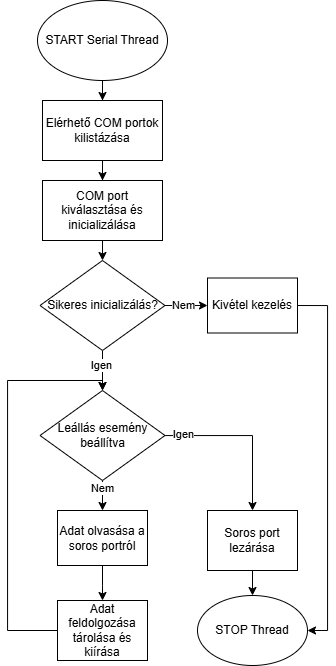 START Serial Thread
Elérhető COM portok
kilistázása
COM port
kiválasztása és
inicializálása
Sikeres inicializálás?
Nem
Kivétel kezelés
Igen
Leállás esemény
beállítva
Igen
Nem
Adat olvasása a
soros portról
Soros port
lezárása
Adat
feldolgozása
tárolása és
kiírása
STOP Thread